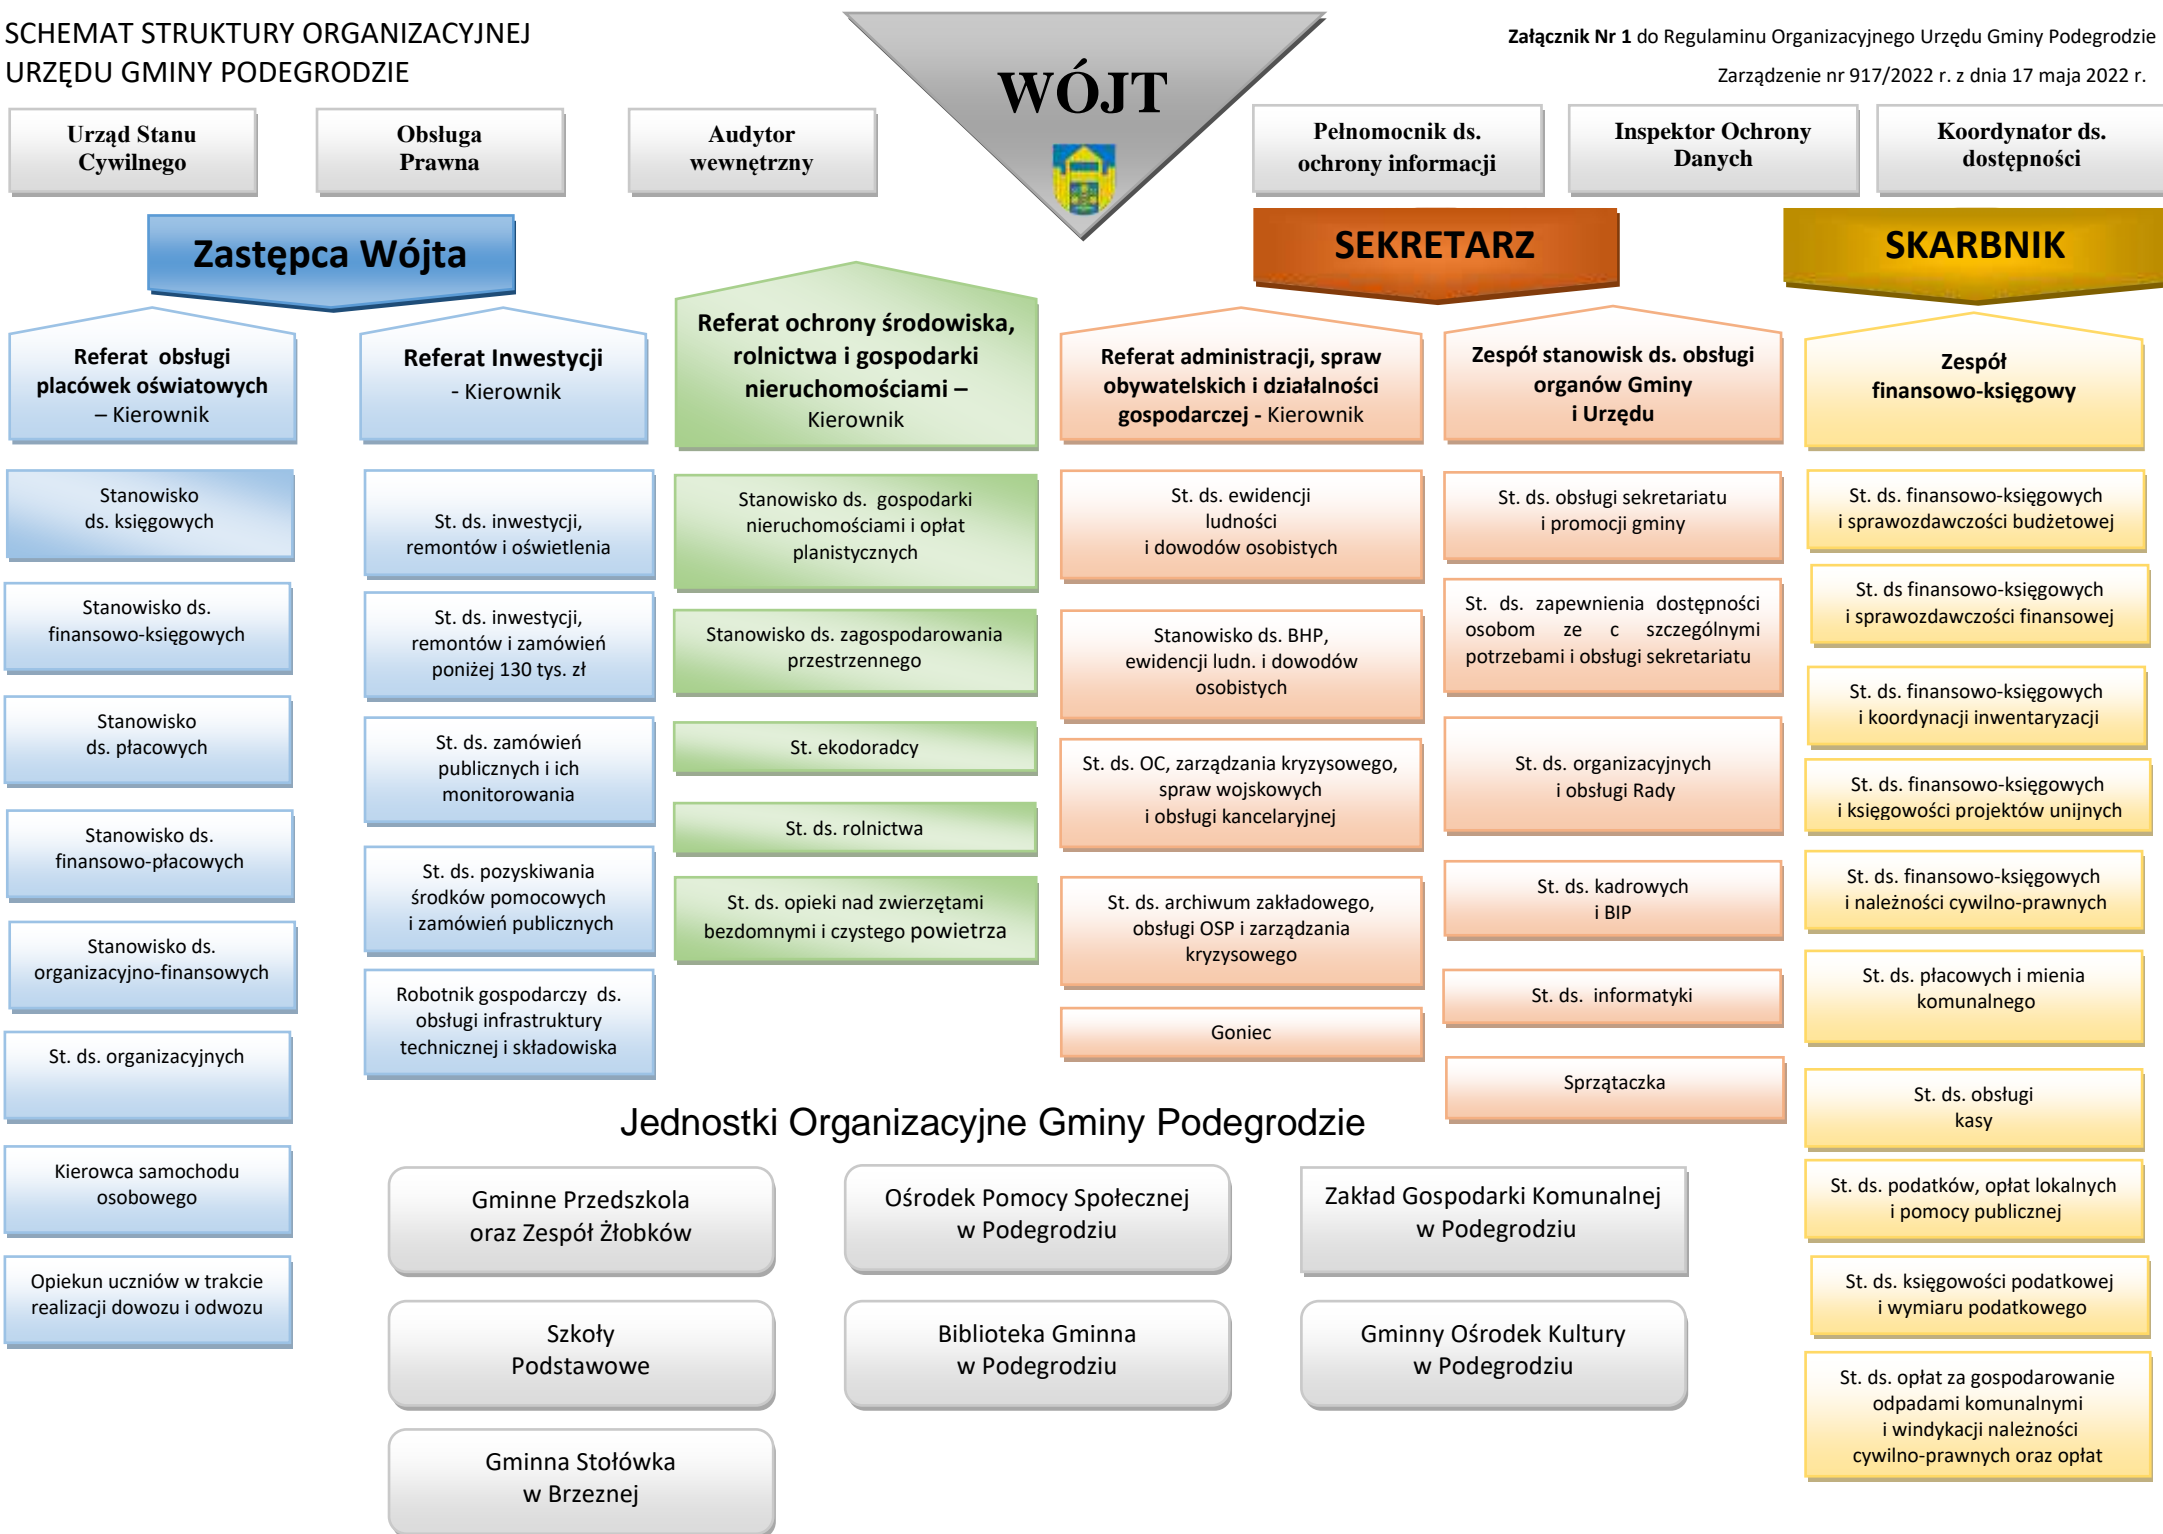 SCHEMAT STRUKTURY ORGANIZACYJNEJ
URZĘDU GMINY PODEGRODZIE
WÓJT
Załącznik Nr 1 do Regulaminu Organizacyjnego Urzędu Gminy Podegrodzie
Zarządzenie nr 917/2022 r. z dnia 17 maja 2022 r.
Urząd Stanu
Cywilnego
Obsługa
Prawna
Audytor
wewnętrzny
Pełnomocnik ds.
ochrony informacji
Inspektor Ochrony
Danych
Koordynator ds.
dostępności
Zastępca Wójta
SEKRETARZ
SKARBNIK
Referat obsługi
placówek oświatowych
– Kierownik
Stanowisko
ds. księgowych
Stanowisko ds.
finansowo-księgowych
Stanowisko
ds. płacowych
Stanowisko ds.
finansowo-płacowych
Stanowisko ds.
organizacyjno-finansowych
St. ds. organizacyjnych
Kierowca samochodu
osobowego
Opiekun uczniów w trakcie
realizacji dowozu i odwozu
Referat Inwestycji
- Kierownik
St. ds. inwestycji,
remontów i oświetlenia
St. ds. inwestycji,
remontów i zamówień
poniżej 130 tys. zł
St. ds. zamówień
publicznych i ich
monitorowania
St. ds. pozyskiwania
środków pomocowych
i zamówień publicznych
Robotnik gospodarczy ds.
obsługi infrastruktury
technicznej i składowiska
Referat ochrony środowiska,
rolnictwa i gospodarki
nieruchomościami –
Kierownik
Stanowisko ds. gospodarki
nieruchomościami i opłat
planistycznych
Stanowisko ds. zagospodarowania
przestrzennego
St. ekodoradcy
St. ds. rolnictwa
St. ds. opieki nad zwierzętami
bezdomnymi i czystego powietrza
Referat administracji, spraw
obywatelskich i działalności
gospodarczej - Kierownik
St. ds. ewidencji
ludności
i dowodów osobistych
Stanowisko ds. BHP,
ewidencji ludn. i dowodów
osobistych
St. ds. OC, zarządzania kryzysowego,
spraw wojskowych
i obsługi kancelaryjnej
St. ds. archiwum zakładowego,
obsługi OSP i zarządzania
kryzysowego
Goniec
Zespół stanowisk ds. obsługi
organów Gminy
i Urzędu
St. ds. obsługi sekretariatu
i promocji gminy
St. ds. zapewnienia dostępności
osobom ze c szczególnymi
potrzebami i obsługi sekretariatu
St. ds. organizacyjnych
i obsługi Rady
St. ds. kadrowych
i BIP
St. ds. informatyki
Sprzątaczka
Zespół
finansowo-księgowy
St. ds. finansowo-księgowych
i sprawozdawczości budżetowej
St. ds finansowo-księgowych
i sprawozdawczości finansowej
St. ds. finansowo-księgowych
i koordynacji inwentaryzacji
St. ds. finansowo-księgowych
i księgowości projektów unijnych
St. ds. finansowo-księgowych
i należności cywilno-prawnych
St. ds. płacowych i mienia
komunalnego
St. ds. obsługi
kasy
St. ds. podatków, opłat lokalnych
i pomocy publicznej
St. ds. księgowości podatkowej
i wymiaru podatkowego
St. ds. opłat za gospodarowanie
odpadami komunalnymi
i windykacji należności
cywilno-prawnych oraz opłat
Jednostki Organizacyjne Gminy Podegrodzie
Gminne Przedszkola
oraz Zespół Żłobków
Ośrodek Pomocy Społecznej
w Podegrodziu
Zakład Gospodarki Komunalnej
w Podegrodziu
Szkoły
Podstawowe
Biblioteka Gminna
w Podegrodziu
Gminny Ośrodek Kultury
w Podegrodziu
Gminna Stołówka
w Brzeznej